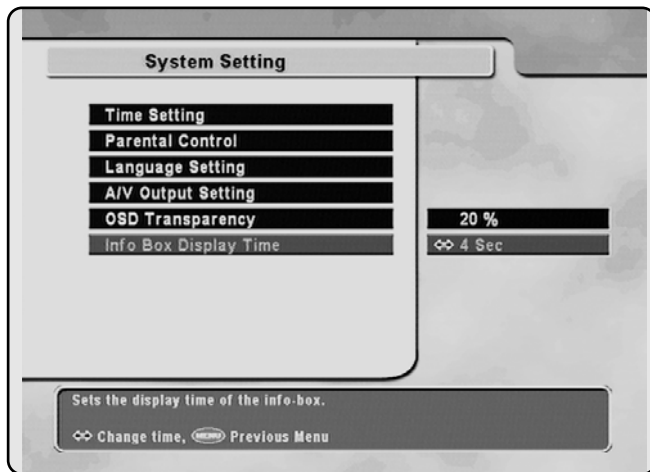 System Setting
Time Setting
Parental Control
Language Setting
A/V Output Setting
OSD Transparency 20 %
Info Box Display Time ⇔ 4 Sec
Sets the display time of the info-box.
⇔ Change time, MENU Previous Menu